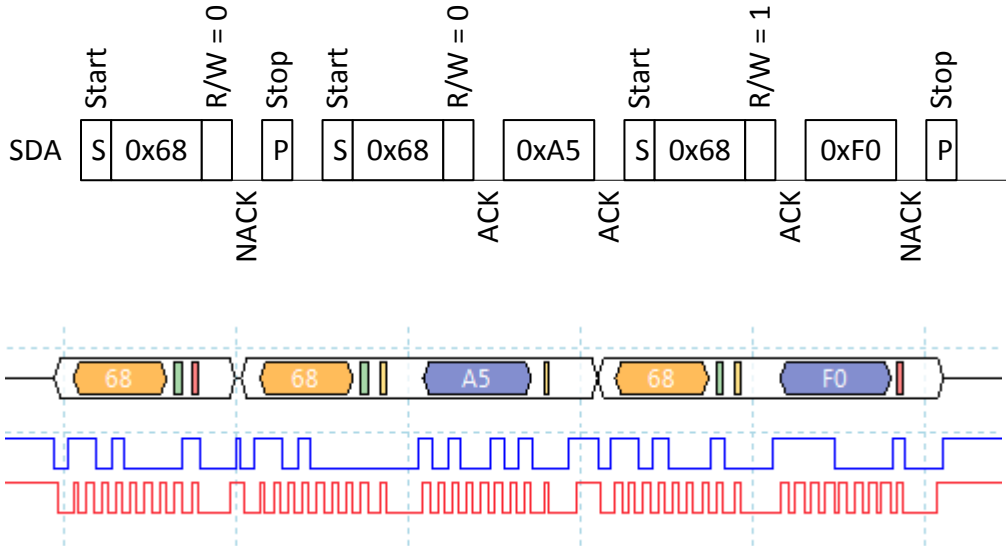 Start R/W = 0 Stop Start R/W = 0 Start R/W = 1 Stop
SDA S 0x68 P S 0x68 0xA5 S 0x68 0xF0 P
NACK ACK ACK ACK NACK
68 68 A5 68 F0